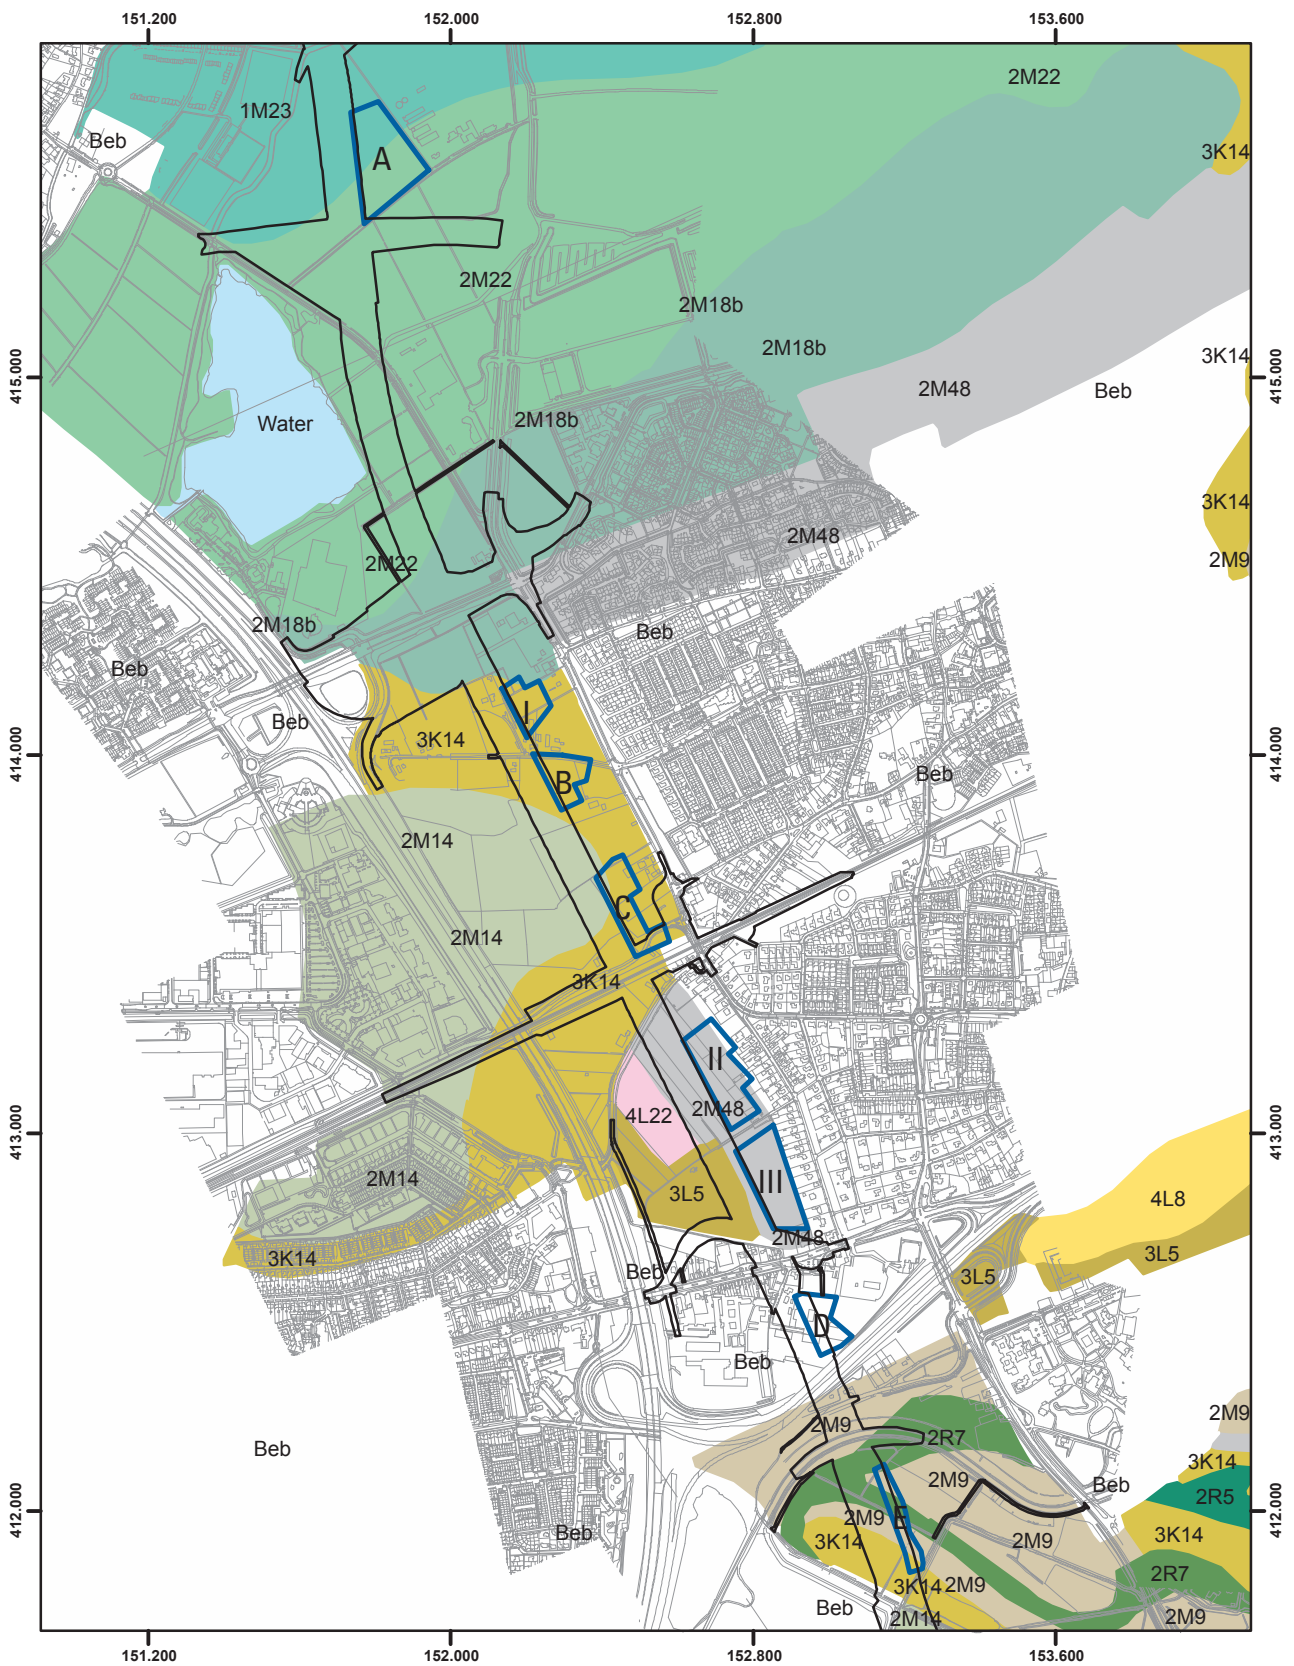 151.200 152.000 152.800 153.600
2M22
1M23
Beb
3K14
A
2M22
2M18b
2M18b
3K14
415.000 415.000
2M48
Beb
Water
2M18b
3K14
2M48
2M22
2M9
2M18b
Beb
Beb
Beb
I
3K14
414.000 414.000
B
Beb
2M14
C
2M14
3K14
II
2M48
4L22
413.000 413.000
2M14
III
3L5
4L8
2M48
3L5
3K14
Beb
3L5
D
Beb
2M9
2M9
2R7
Beb
3K14
2M9
Beb
2R5
412.000 412.000
2M9
E
Beb
2M9
3K14
3K14
2R7
3K14
2M9
Beb
2M14
2M9
151.200 152.000 152.800 153.600